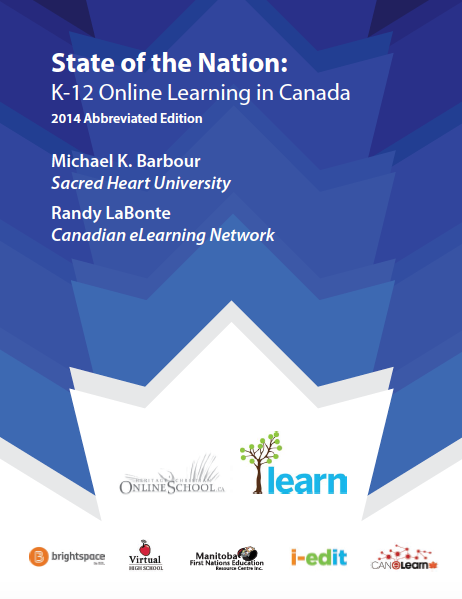 State of the Nation:
K-12 Online Learning in Canada
2014 Abbreviated Edition
Michael K. Barbour
Sacred Heart University
Randy LaBonte
Canadian eLearning Network
HERITAGE CHRISTIAN
ONLINESCHOOL.CA
learn
brightspace
by D2L
Virtual
HIGH SCHOOL
Manitoba
First Nations Education
Resource Centre Inc.
i-edit
CANeLearn